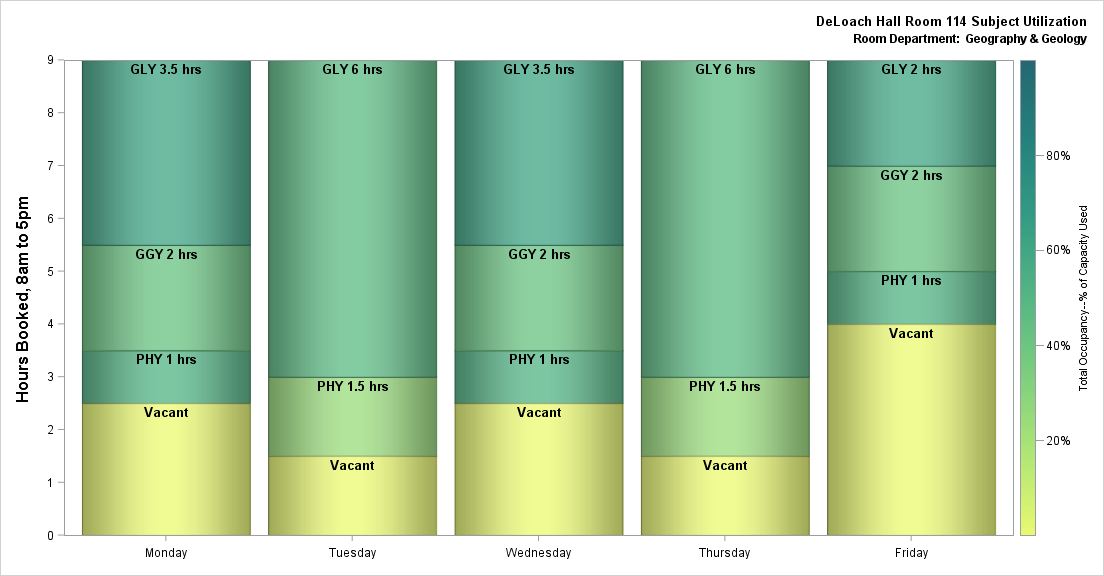 DeLoach Hall Room 114 Subject Utilization
Room Department: Geography & Geology
Hours Booked, 8am to 5pm
9
8
7
6
5
4
3
2
1
0
GLY 3.5 hrs
GGY 2 hrs
PHY 1 hrs
Vacant
GLY 6 hrs
PHY 1.5 hrs
Vacant
GLY 3.5 hrs
GGY 2 hrs
PHY 1 hrs
Vacant
GLY 6 hrs
PHY 1.5 hrs
Vacant
GLY 2 hrs
GGY 2 hrs
PHY 1 hrs
Vacant
Monday
Tuesday
Wednesday
Thursday
Friday
80%
60%
40%
20%
Total Occupancy--% of Capacity Used